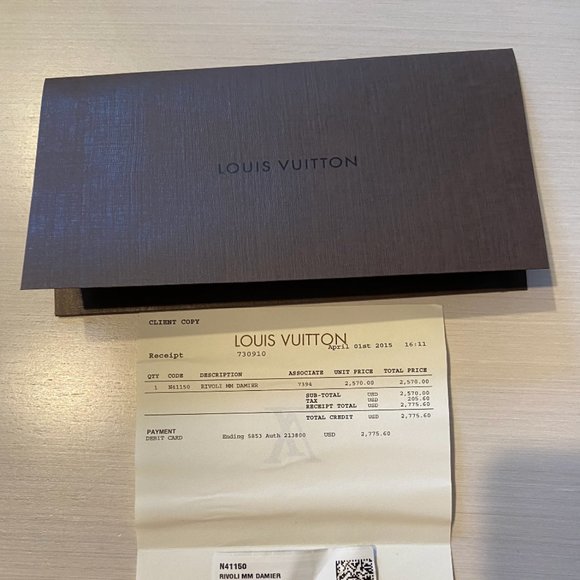 LOUIS VUITTON
CLIENT COPY
LOUIS VUITTON
Receipt 730910 April 01st 2015 16:11
QTY CODE DESCRIPTION ASSOCIATE UNIT PRICE TOTAL PRICE
1 N41150 RIVOLI MM DAMIER 7394 2,570.00 2,570.00
SUB-TOTAL USD 2,570.00
TAX USD 205.60
RECEIPT TOTAL USD 2,775.60
TOTAL CREDIT USD 2,775.60
PAYMENT
DEBIT CARD Ending 5853 Auth 213800 USD 2,775.60
N41150
RIVOLI MM DAMIER